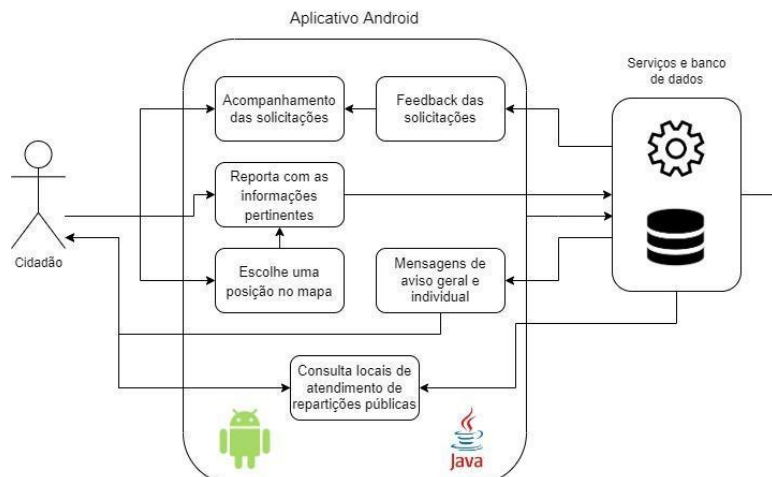 Aplicativo Android
Serviços e banco
de dados
Acompanhamento
das solicitações
Feedback das
solicitações
Reporta com as
informações
pertinentes
Cidadão
Escolhe uma
posição no mapa
Mensagens de
aviso geral e
individual
Consulta locais de
atendimento de
repartições públicas
Java